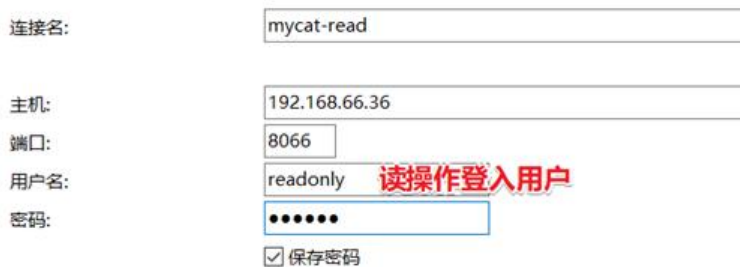 连接名: mycat-read
主机: 192.168.66.36
端口: 8066
用户名: readonly 读操作登入用户
密码: ●●●●●●
保存密码